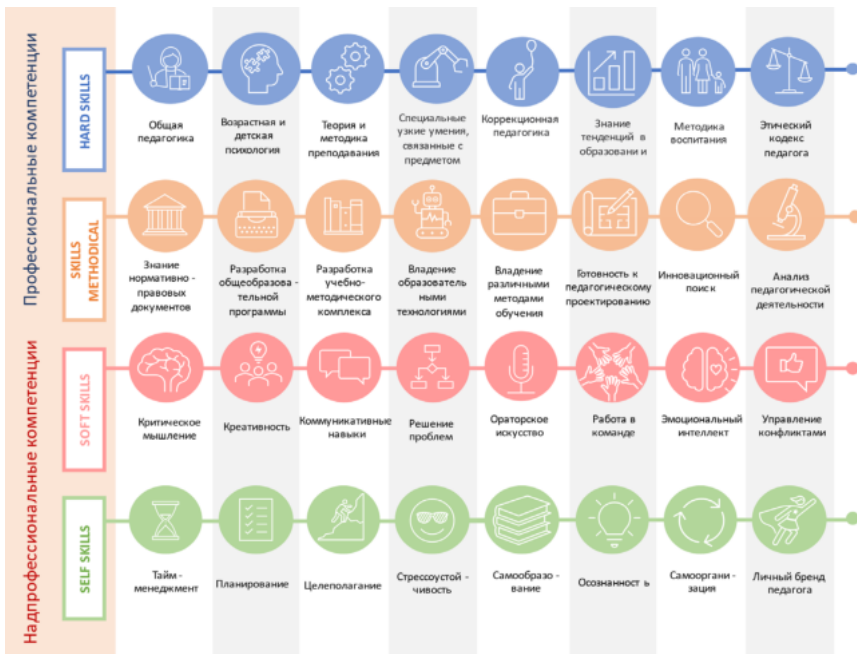 Профессиональные компетенции
HARD SKILLS
Общая
педагогика
Возрастная и
детская
психология
Теория и
методика
преподавания
Специальные
узкие умения,
связанные с
предметом
Коррекционная
педагогика
Знание
тенденций в
образовани и
Методика
воспитания
Этический
кодекс
педагога
SKILLS
METHODICAL
Знание
нормативно -
правовых
документов
Разработка
общеобразова -
тельной
программы
Разработка
учебно-
методического
комплекса
Владение
образователь
ными
технологиями
Владение
различными
методами
обучения
Готовность к
педагогическому
проектированию
Инновационный
поиск
Анализ
педагогической
деятельности
Надпрофессиональные компетенции
SOFT SKILLS
Критическое
мышление
Креативность
Коммуникативные
навыки
Решение
проблем
Ораторское
искусство
Работа в
команде
Эмоциональный
интеллект
Управление
конфликтами
SELF SKILLS
Тайм -
менеджмент
Планирование
Целеполагание
Стрессоустой -
чивость
Самообразо -
вание
Осознанност ь
Самооргани -
зация
Личный бренд
педагога